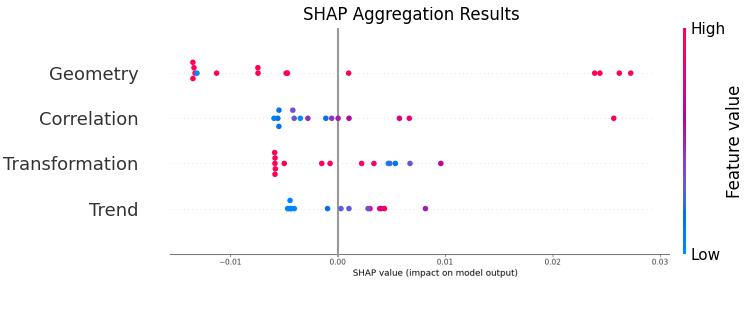 SHAP Aggregation Results
High
Geometry
Correlation
Transformation
Trend
Feature value
Low
−0.01 0.00 0.01 0.02 0.03
SHAP value (impact on model output)